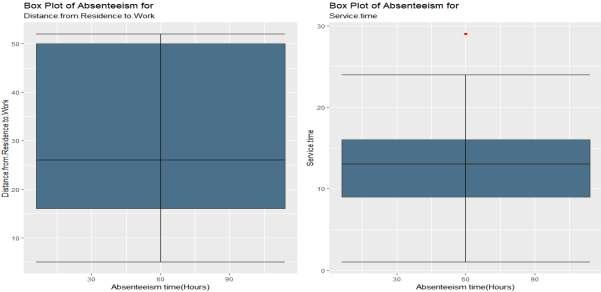 Box Plot of Absenteeism for
Distance.from.Residence.to.Work
Distance.from.Residence.to.Work
50
40
30
20
10
30
60
90
Absenteeism time(Hours)
Box Plot of Absenteeism for
Service.time
Service.time
30
20
10
0
30
60
90
Absenteeism time(Hours)